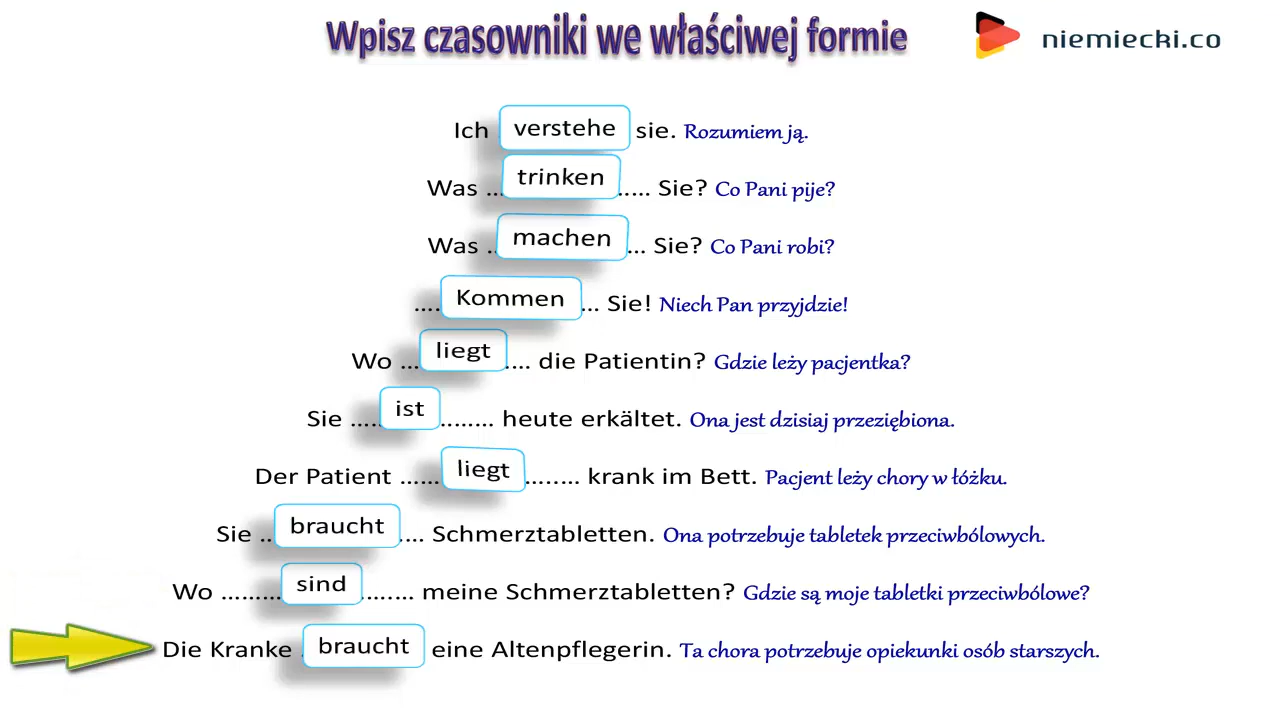 Wpisz czasowniki we właściwej formie
niemiecki.co
Ich verstehe sie. Rozumiem ją.
Was ... trinken ..... Sie? Co Pani pije?
Was .. machen ... Sie? Co Pani robi?
.... Kommen ... Sie! Niech Pan przyjdzie!
Wo ... liegt .... die Patientin? Gdzie leży pacjentka?
Sie ..... ist ........ heute erkältet. Ona jest dzisiaj przeziębiona.
Der Patient ...... liegt ........ krank im Bett. Pacjent leży chory w łóżku.
Sie .. braucht .... Schmerztabletten. Ona potrzebuje tabletek przeciwbólowych.
Wo ......... sind ........ meine Schmerztabletten? Gdzie są moje tabletki przeciwbólowe?
Die Kranke . braucht eine Altenpflegerin. Ta chora potrzebuje opiekunki osób starszych.